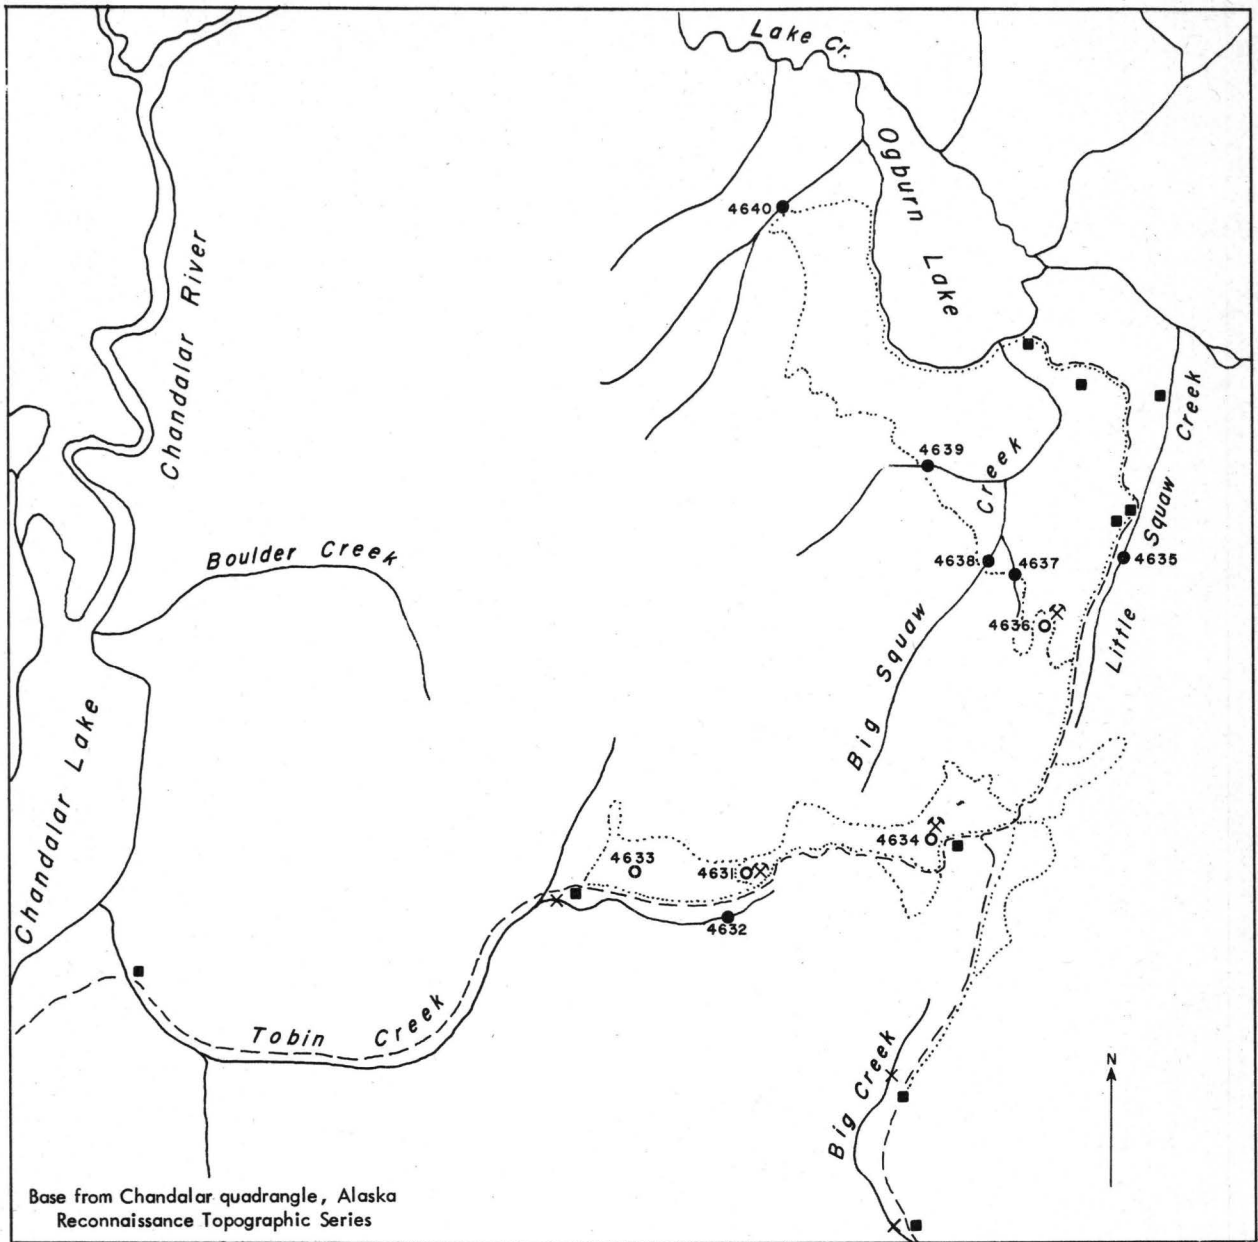 Lake Cr.
Ogburn Lake
4640
Chandalar River
4639
Creek
Little Squaw Creek
Boulder Creek
4638
4637
4635
4636
Big Squaw Creek
Chandalar Lake
4634
4633
4631
4632
Tobin Creek
Big Creek
N
Base from Chandalar quadrangle, Alaska
Reconnaissance Topographic Series